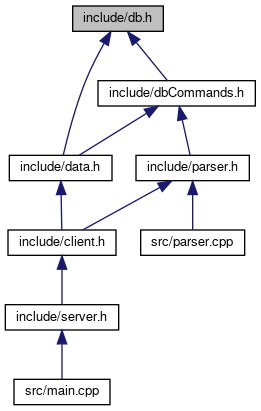 include/db.h
include/dbCommands.h
include/data.h
include/parser.h
include/client.h
src/parser.cpp
include/server.h
src/main.cpp